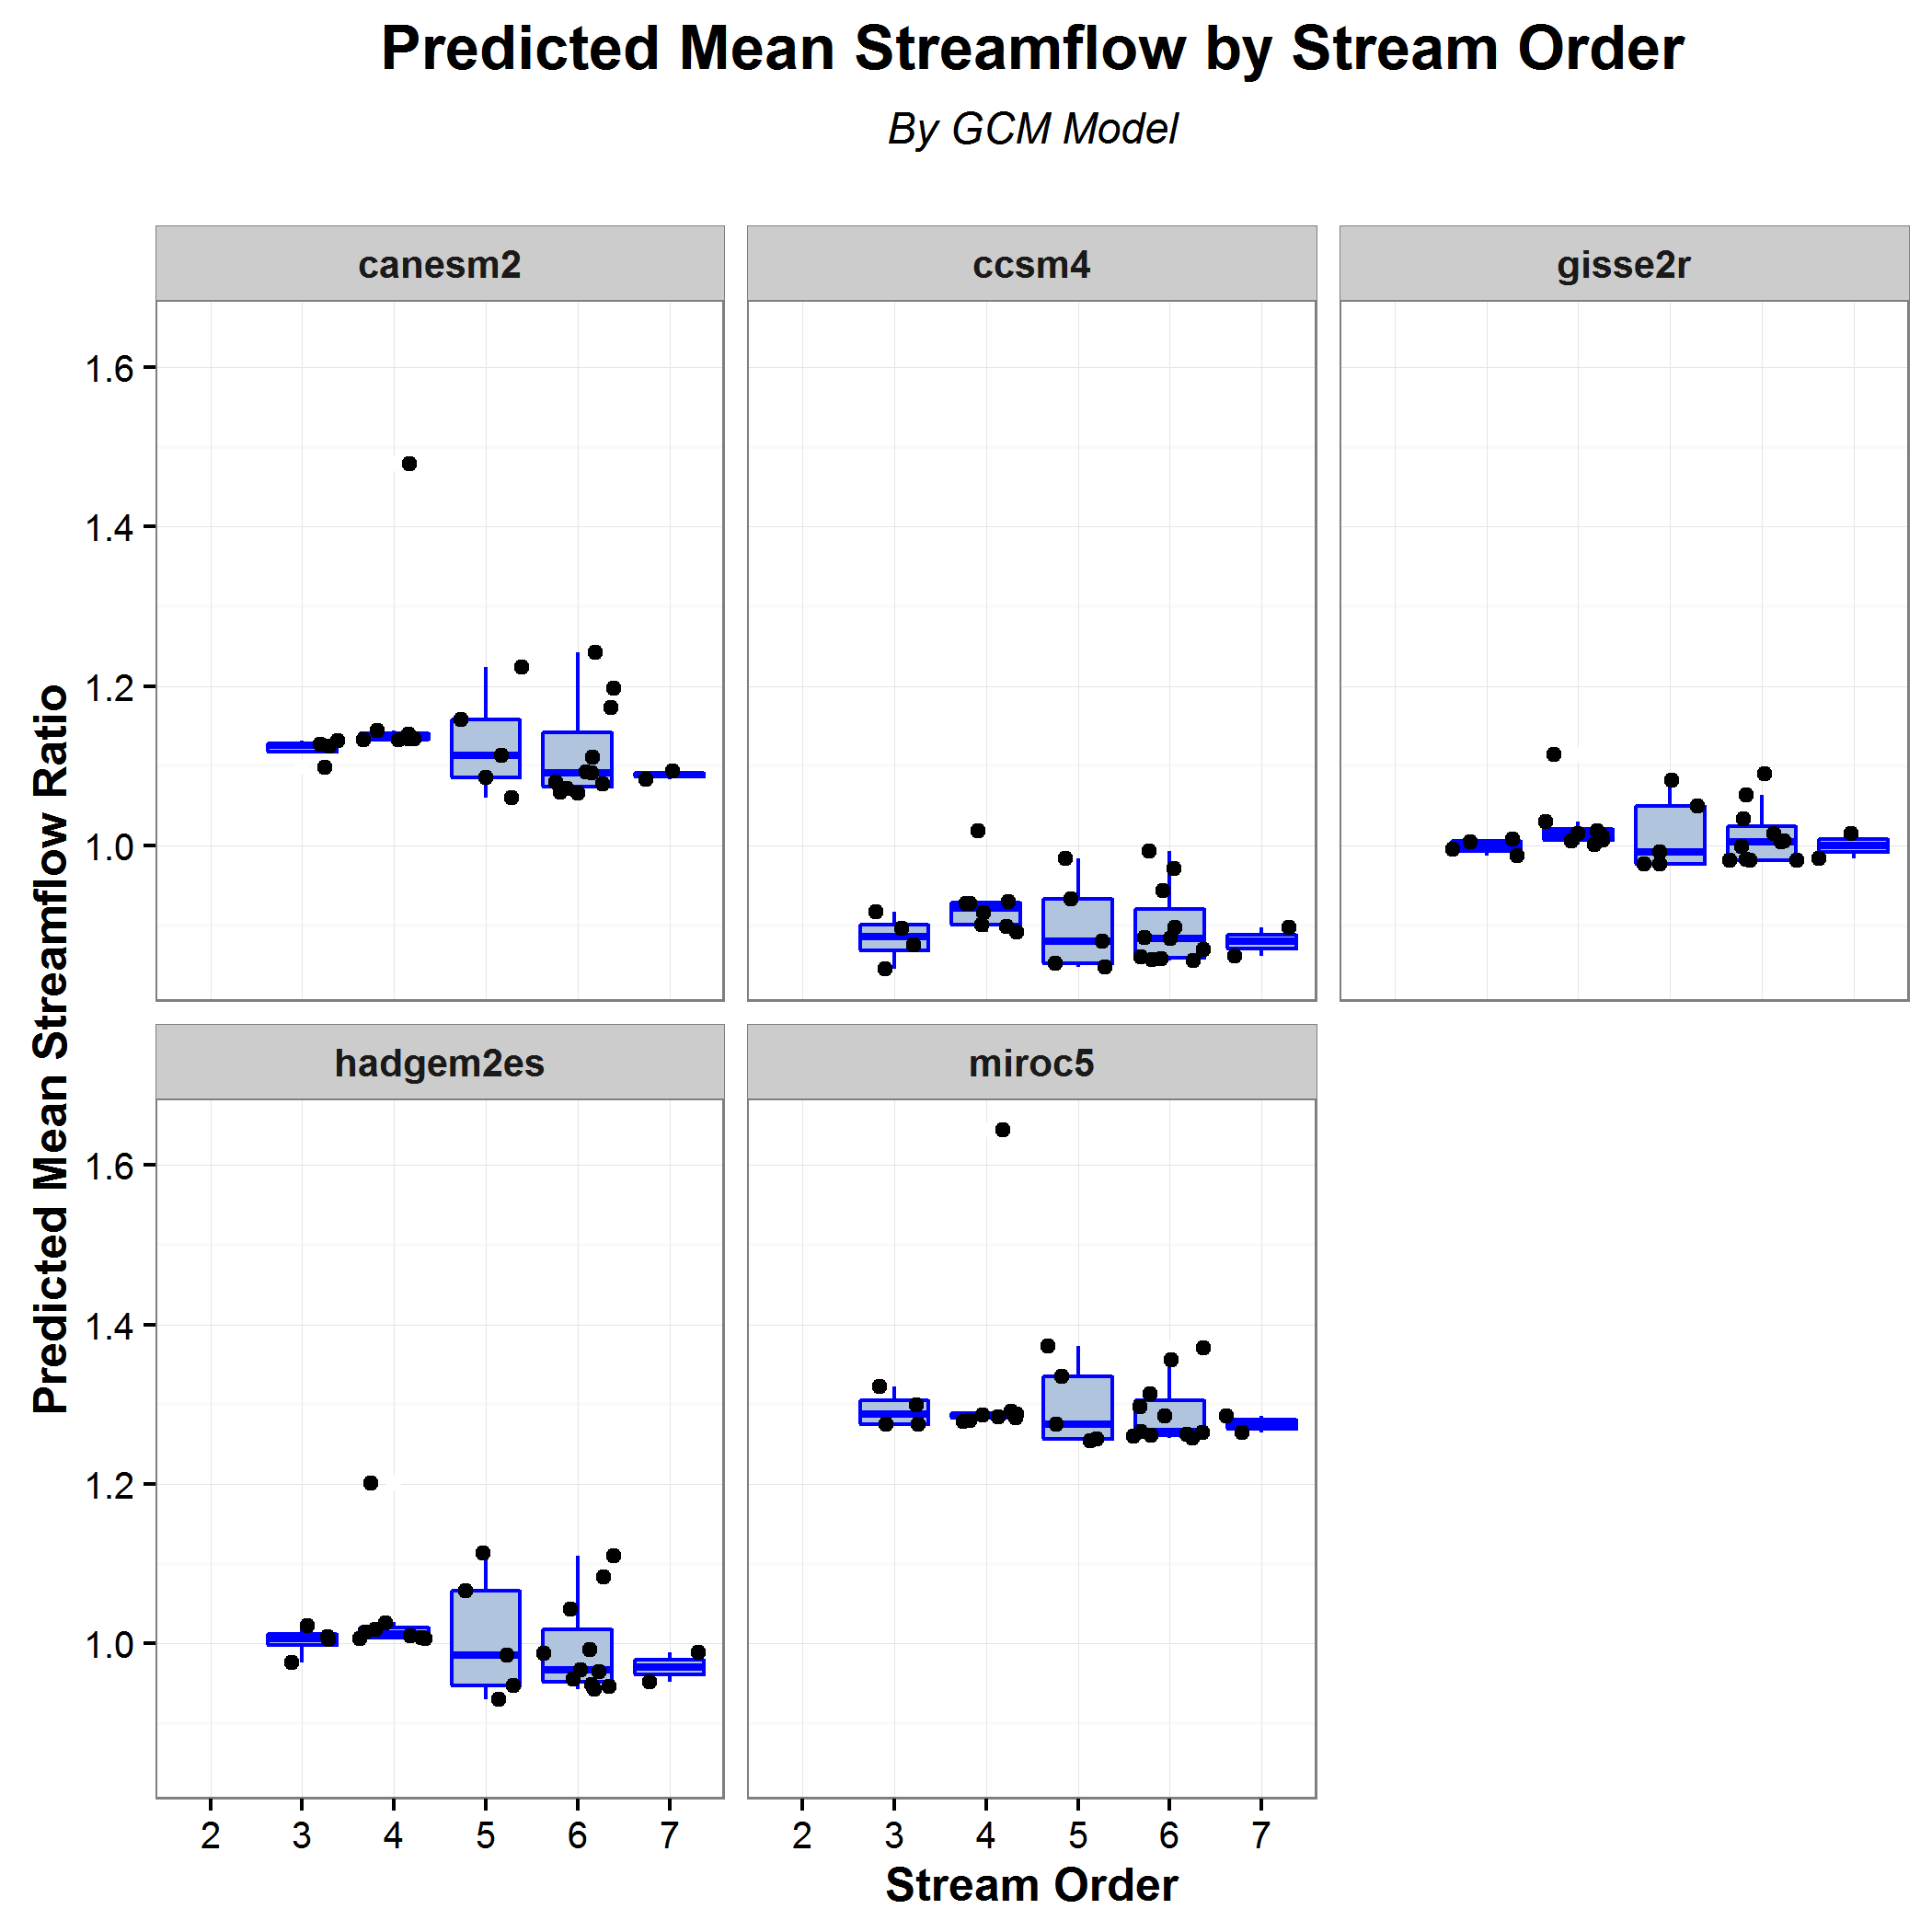 Predicted Mean Streamflow by Stream Order
By GCM Model
canesm2 ccsm4 gisse2r
1.6
1.4
1.2
1.0
hadgem2es miroc5
1.6
1.4
1.2
1.0
Predicted Mean Streamflow Ratio
2 3 4 5 6 7 2 3 4 5 6 7
Stream Order